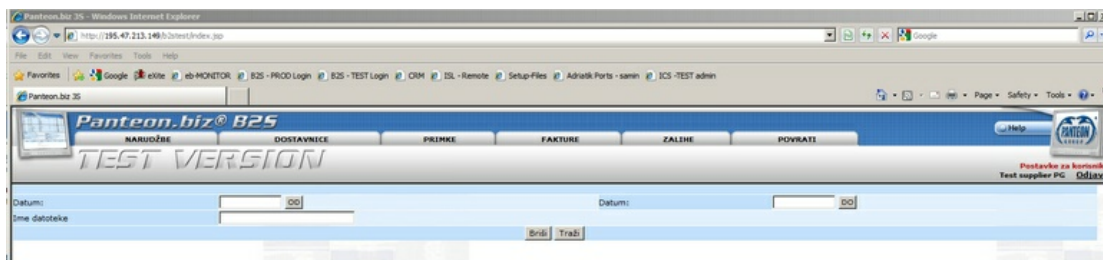 Panteon.biz 3S - Windows Internet Explorer
http://195.47.213.149/b2stest/index.jsp
Google
File Edit View Favorites Tools Help
Favorites Google eXite eb-MONITOR B2S - PROD Login B2S - TEST Login CRM ISL - Remote Setup-Files Adriatik Ports - samin ICS -TEST admin
Panteon.biz 3S
Page Safety Tools
Panteon.biz® B2S
Help
PANTEON
NARUDŽBE DOSTAVNICE PRIMKE FAKTURE ZALIHE POVRATI
TEST VERSION
Postavke za korisnik
Test supplier PG Odjav
Datum: OD Datum: DO
Ime datoteke
Briši Traži